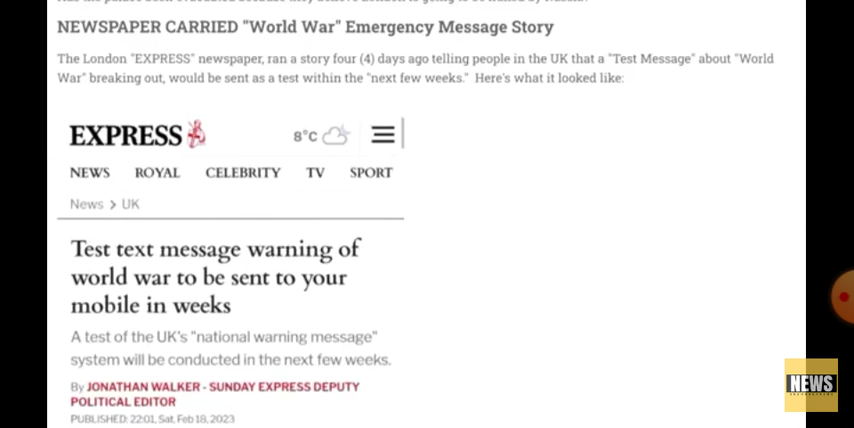 NEWSPAPER CARRIED "World War" Emergency Message Story
The London "EXPRESS" newspaper, ran a story four (4) days ago telling people in the UK that a "Test Message" about "World
War" breaking out, would be sent as a test within the "next few weeks." Here's what it looked like:
EXPRESS
8°C
NEWS ROYAL CELEBRITY TV SPORT
News > UK
Test text message warning of
world war to be sent to your
mobile in weeks
A test of the UK's "national warning message"
system will be conducted in the next few weeks.
By JONATHAN WALKER - SUNDAY EXPRESS DEPUTY
POLITICAL EDITOR
PUBLISHED: 22:01, Sat, Feb 18, 2023
NEWS